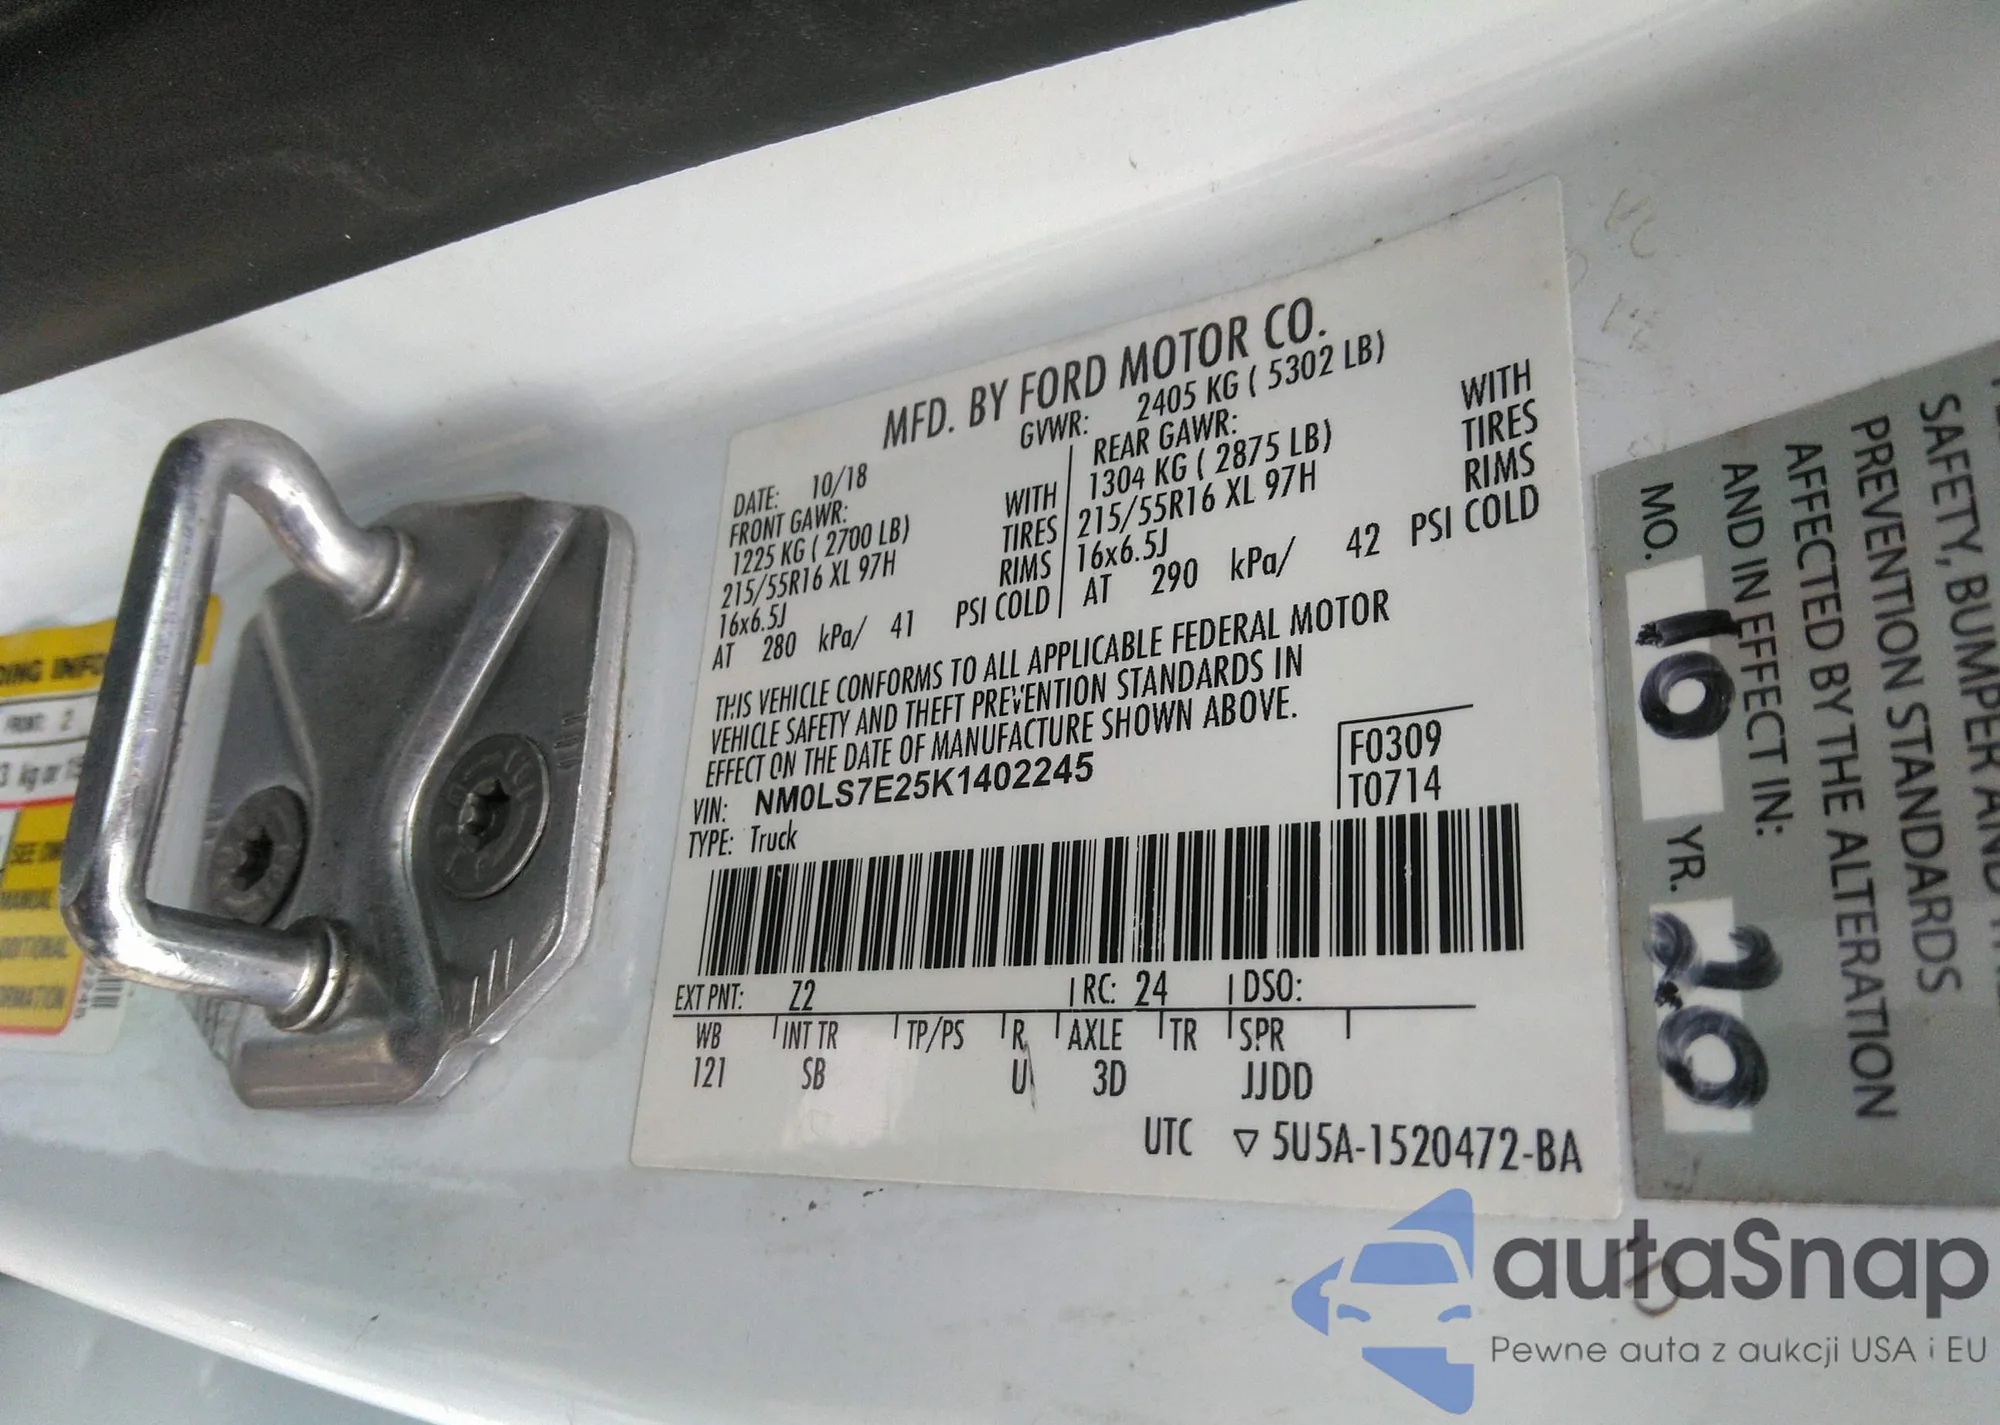 MFD. BY FORD MOTOR CO.
GVWR: 2405 KG ( 5302 LB)
DATE: 10/18
FRONT GAWR:
1225 KG ( 2700 LB) WITH
215/55R16 XL 97H TIRES
16x6.5J RIMS
AT 280 kPa/ 41 PSI COLD
REAR GAWR:
1304 KG ( 2875 LB) WITH
215/55R16 XL 97H TIRES
16x6.5J RIMS
AT 290 kPa/ 42 PSI COLD
THIS VEHICLE CONFORMS TO ALL APPLICABLE FEDERAL MOTOR
VEHICLE SAFETY AND THEFT PREVENTION STANDARDS IN
EFFECT ON THE DATE OF MANUFACTURE SHOWN ABOVE.
VIN: NM0LS7E25K1402245
F0309
TYPE: Truck
T0714
EXT PNT: Z2 RC: 24 DSO:
WB INT TR TP/PS R AXLE TR SPR
121 SB U 3D JJDD
UTC ▽ 5U5A-1520472-BA
SAFETY, BUMPER AND
PREVENTION STANDARDS
AFFECTED BY THE ALTERATION
AND IN EFFECT IN:
MO. 10 YR. 20
FRONT: 2
kg or
MANUAL
autaSnap
Pewne auta z aukcji USA i EU